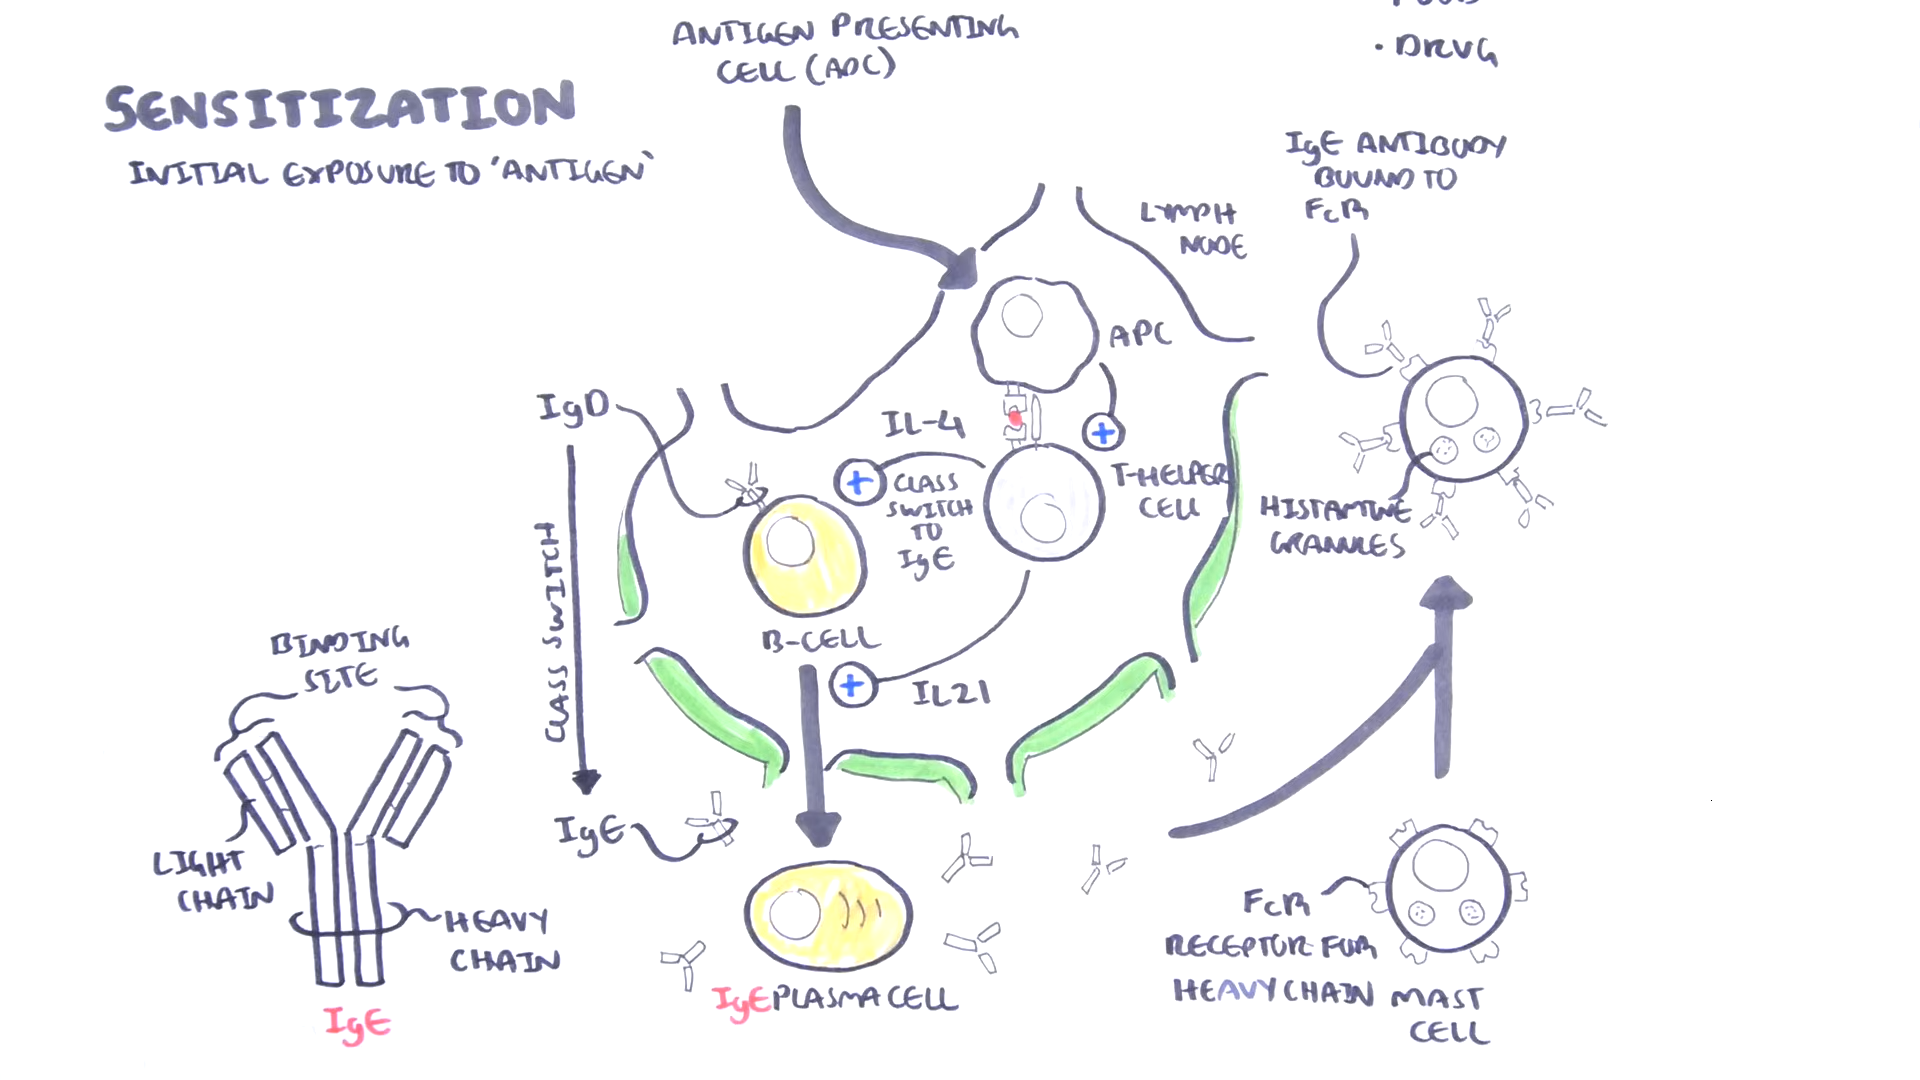 ANTIGEN PRESENTING
CELL (APC)
• DRUG
SENSITIZATION
INITIAL EXPOSURE TO 'ANTIGEN'
IgE ANTIBODY
BOUND TO
FcR
LYMPH
NODE
APC
IgD
IL-4
+
+
CLASS
SWITCH
TO
IgE
T-HELPER
CELL
HISTAMINE
GRANULES
CLASS SWITCH
B-CELL
+
IL21
BINDING
SITE
IgE
LIGHT
CHAIN
HEAVY
CHAIN
IgE
IgE PLASMA CELL
FcR
RECEPTOR FOR
HEAVY CHAIN
MAST
CELL